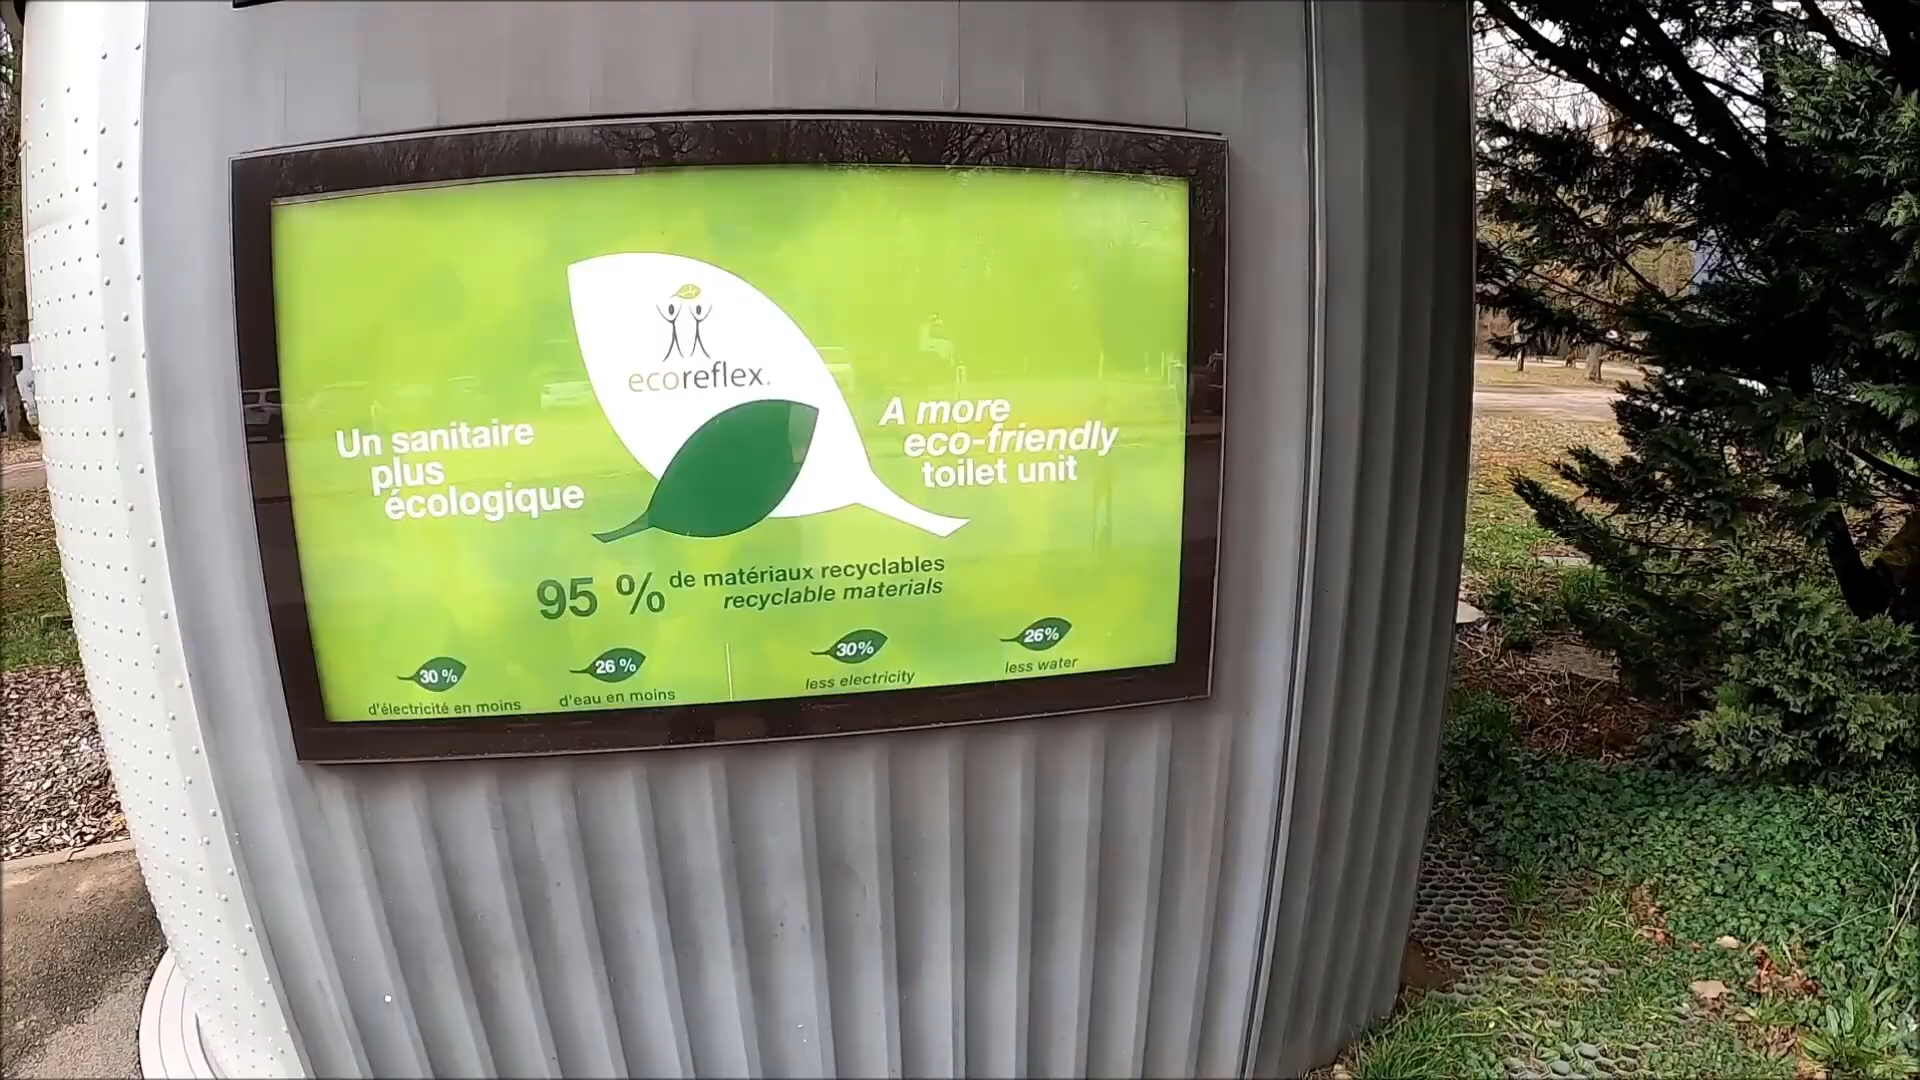 ecoreflex.
Un sanitaire
plus
écologique
A more
eco-friendly
toilet unit
95 %
de matériaux recyclables
recyclable materials
30 %
d'électricité en moins
26 %
d'eau en moins
30%
less electricity
26%
less water